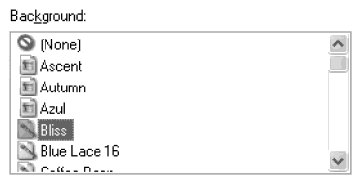 Background:
(None)
Ascent
Autumn
Azul
Bliss
Blue Lace 16